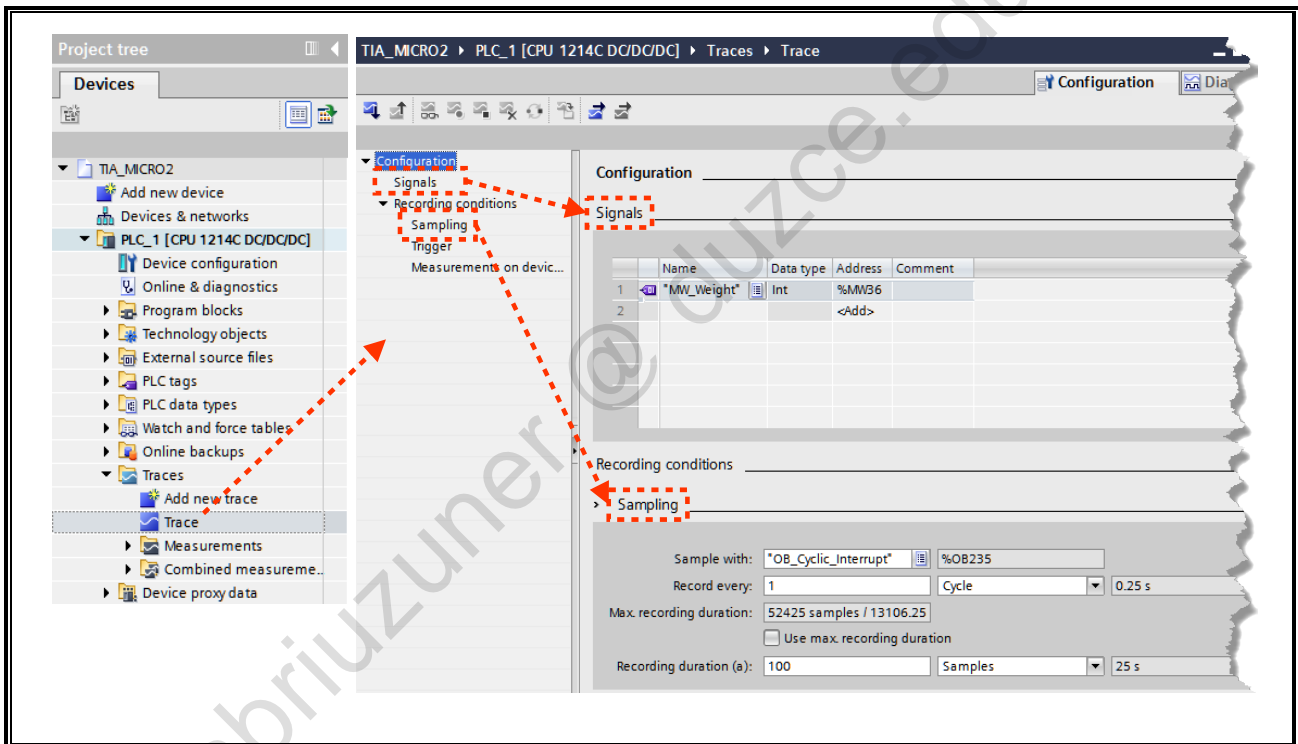 Project tree
Devices
TIA_MICRO2
Add new device
Devices & networks
PLC_1 [CPU 1214C DC/DC/DC]
Device configuration
Online & diagnostics
Program blocks
Technology objects
External source files
PLC tags
PLC data types
Watch and force tables
Online backups
Traces
Add new trace
Trace
Measurements
Combined measureme..
Device proxy data
TIA_MICRO2 PLC_1 [CPU 1214C DC/DC/DC] Traces Trace
Configuration
Configuration
Signals
Recording conditions
Sampling
Trigger
Measurements on devic...
Configuration
Signals
Name Data type Address Comment
1 "MW_Weight" Int %MW36
2 <Add>
Recording conditions
Sampling
Sample with: "OB_Cyclic_Interrupt" %OB235
Record every: 1 Cycle 0.25 s
Max. recording duration: 52425 samples / 13106.25
Use max. recording duration
Recording duration (a): 100 Samples 25 s